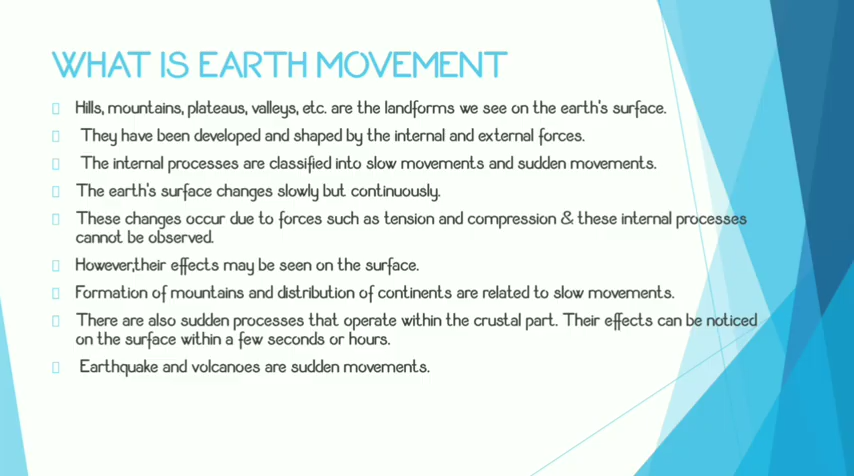 WHAT IS EARTH MOVEMENT
Hills, mountains, plateaus, valleys, etc. are the landforms we see on the earth's surface.
They have been developed and shaped by the internal and external forces.
The internal processes are classified into slow movements and sudden movements.
The earth's surface changes slowly but continuously.
These changes occur due to forces such as tension and compression & these internal processes
cannot be observed.
However,their effects may be seen on the surface.
Formation of mountains and distribution of continents are related to slow movements.
There are also sudden processes that operate within the crustal part. Their effects can be noticed
on the surface within a few seconds or hours.
Earthquake and volcanoes are sudden movements.